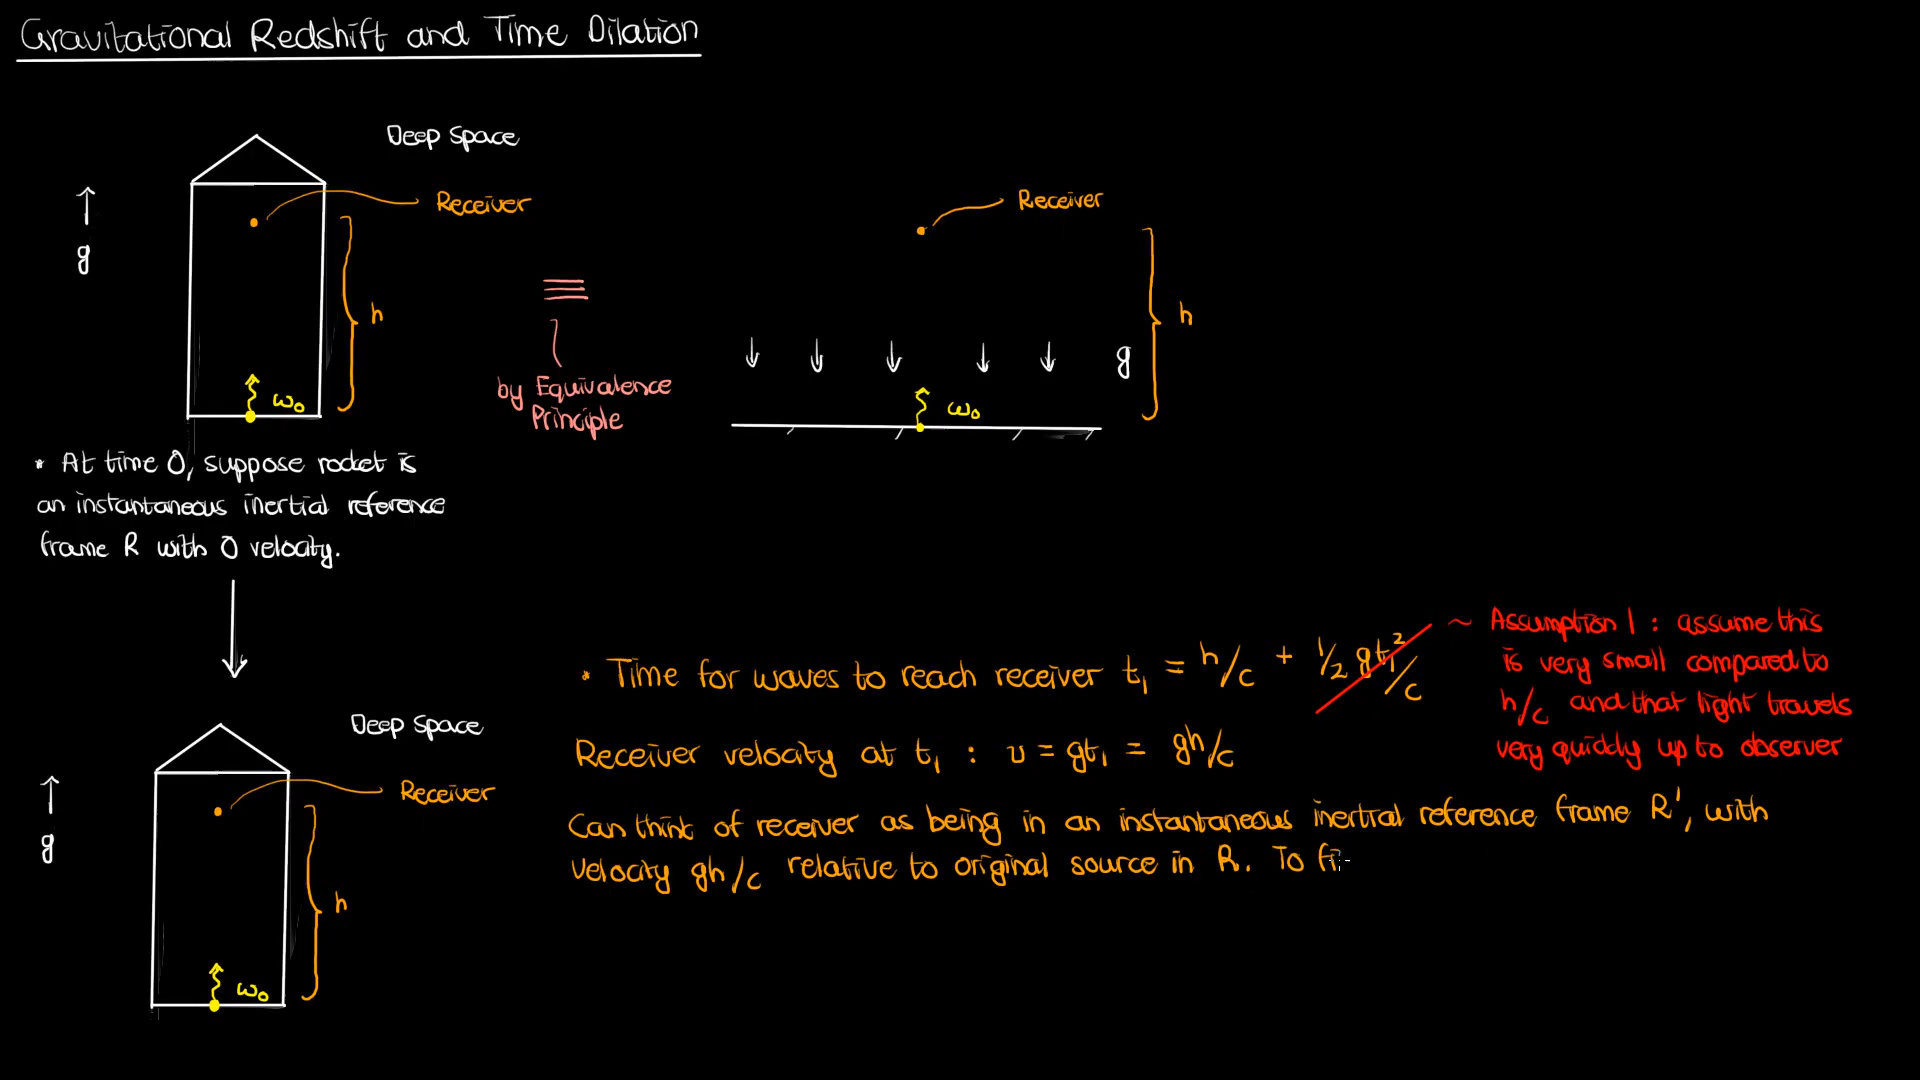 Gravitational Redshift and Time Dilation
Deep Space
Receiver
g
h
ω₀
≡
by Equivalence
Principle
Receiver
h
g
ω₀
* At time 0, suppose rocket is
an instantaneous inertial reference
frame R with 0 velocity.
Deep Space
Receiver
g
h
ω₀
* Time for waves to reach receiver t₁ = h/c + ½ gt₁²/c
~ Assumption 1 : assume this
is very small compared to
h/c and that light travels
very quickly up to observer
Receiver velocity at t₁ : v = gt₁ = gh/c
Can think of receiver as being in an instantaneous inertial reference frame R', with
velocity gh/c relative to original source in R. To fi